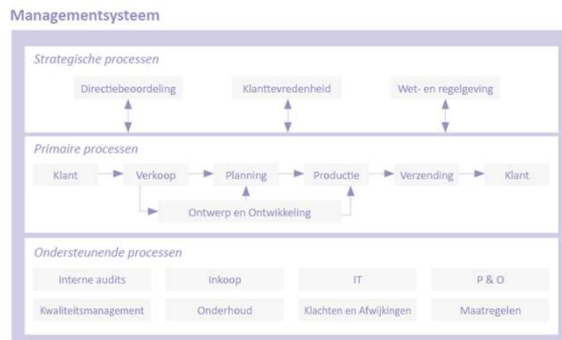 Managementsysteem
Strategische processen
Directiebeoordeling Klanttevredenheid Wet- en regelgeving
Primaire processen
Klant Verkoop Planning Productie Verzending Klant
Ontwerp en Ontwikkeling
Ondersteunende processen
Interne audits Inkoop IT P & O
Kwaliteitsmanagement Onderhoud Klachten en Afwijkingen Maatregelen